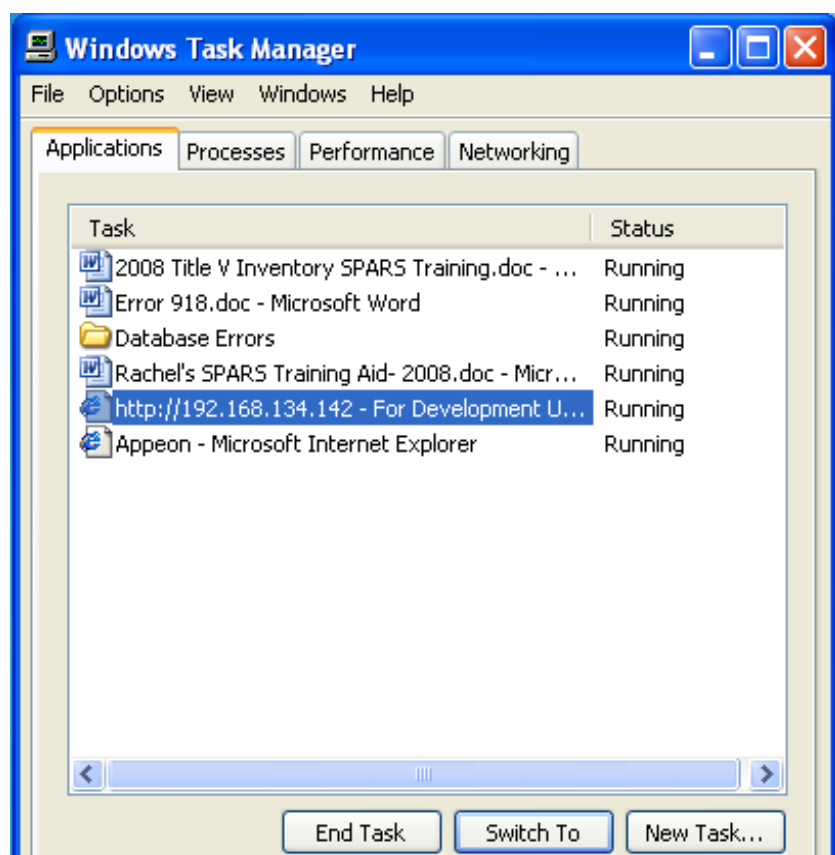 Windows Task Manager
File Options View Windows Help
Applications Processes Performance Networking
Task Status
2008 Title V Inventory SPARS Training.doc - ... Running
Error 918.doc - Microsoft Word Running
Database Errors Running
Rachel's SPARS Training Aid- 2008.doc - Micr... Running
http://192.168.134.142 - For Development U... Running
Appeon - Microsoft Internet Explorer Running
End Task Switch To New Task...